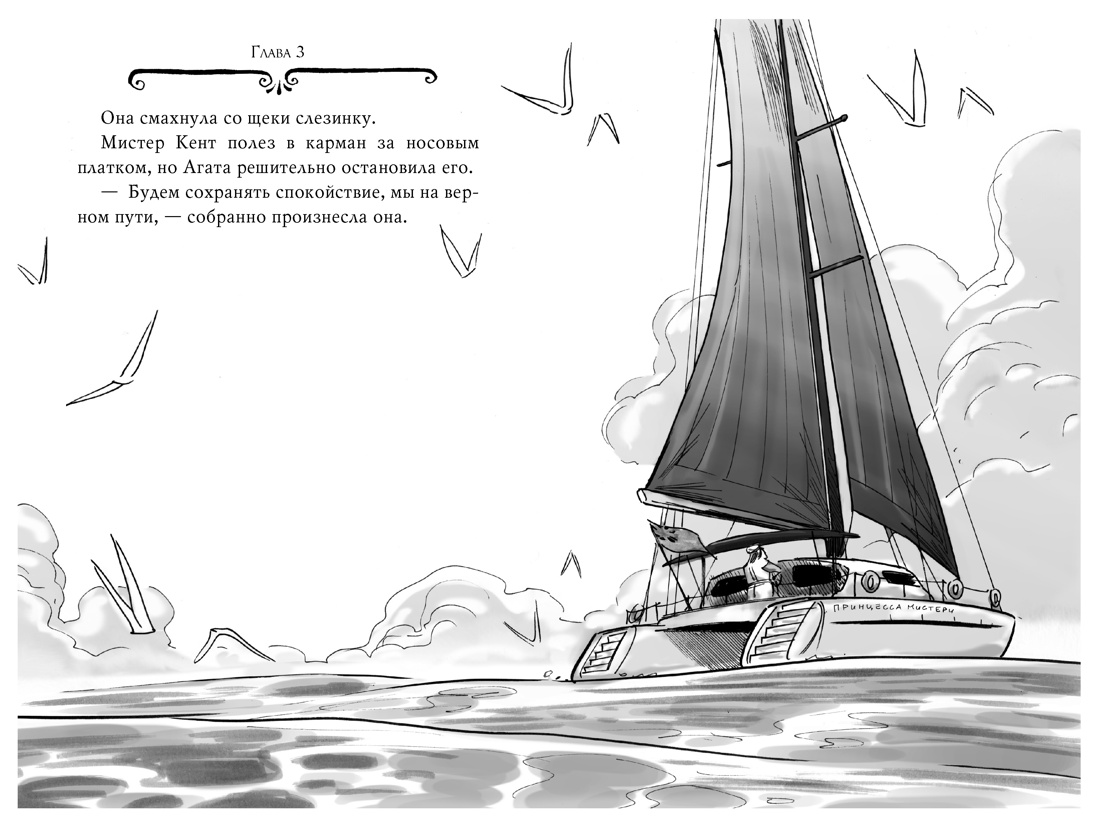 Глава 3
Она смахнула со щеки слезинку.
Мистер Кент полез в карман за носовым
платком, но Агата решительно остановила его.
— Будем сохранять спокойствие, мы на вер-
ном пути, — собранно произнесла она.
ПРИНЦЕССА МИСТЕРИ